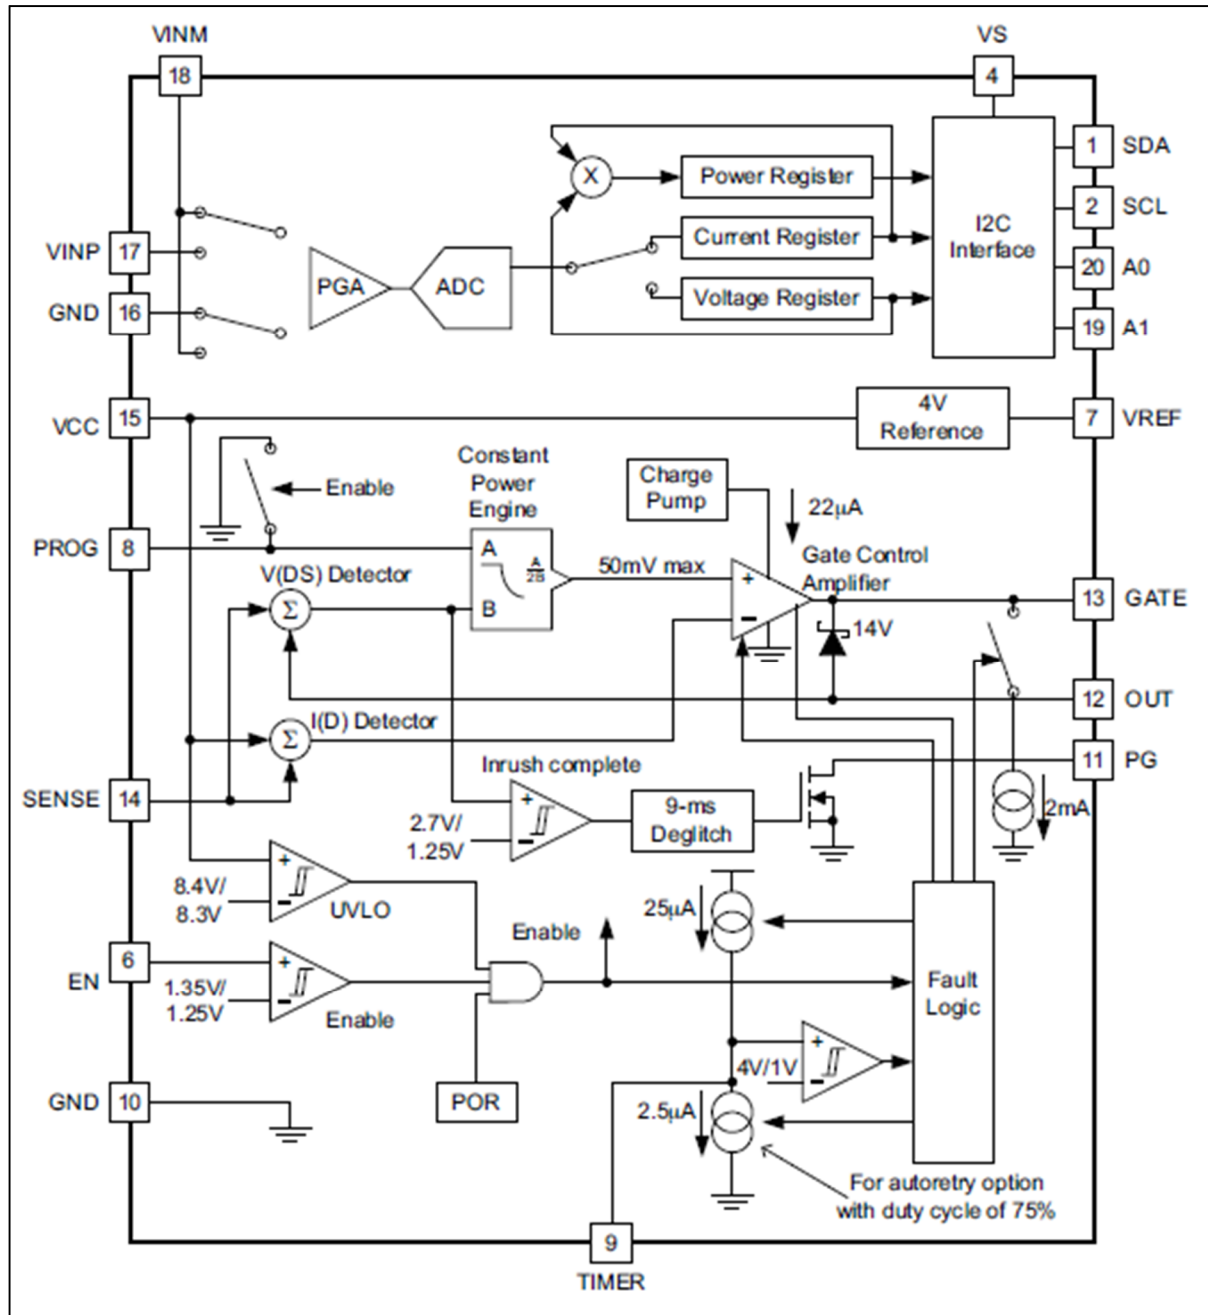 VINM
VS
18
4
1 SDA
X
Power Register
2 SCL
I2C
Interface
VINP 17
Current Register
20 A0
PGA
ADC
GND 16
Voltage Register
19 A1
VCC 15
4V
Reference
7 VREF
Constant
Power
Engine
Charge
Pump
Enable
22µA
PROG 8
A
A
2B
50mV max
Gate Control
Amplifier
V(DS) Detector
+
Σ
B
13 GATE
–
14V
12 OUT
I(D) Detector
Σ
11 PG
Inrush complete
SENSE 14
+
9-ms
Deglitch
2.7V/
1.25V
–
2mA
+
8.4V/
8.3V
–
UVLO
25µA
Enable
6
EN
+
1.35V/
1.25V
–
Enable
Fault
Logic
+
4V/1V
–
GND 10
POR
2.5µA
For autoretry option
with duty cycle of 75%
9
TIMER